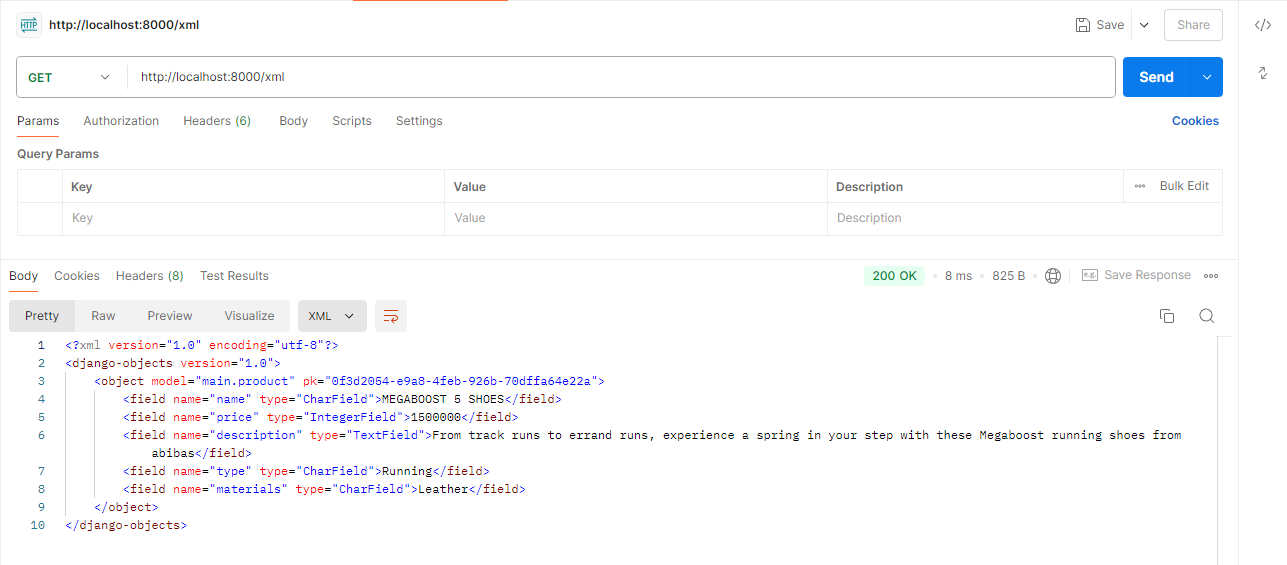 HTTP http://localhost:8000/xml Save Share
GET http://localhost:8000/xml Send
Params Authorization Headers (6) Body Scripts Settings Cookies
Query Params
Key Value Description Bulk Edit
Key Value Description
Body Cookies Headers (8) Test Results 200 OK 8 ms 825 B e.g. Save Response
Pretty Raw Preview Visualize XML
1 <?xml version="1.0" encoding="utf-8"?>
2 <django-objects version="1.0">
3 <object model="main.product" pk="0f3d2054-e9a8-4feb-926b-70dffa64e22a">
4 <field name="name" type="CharField">MEGABOOST 5 SHOES</field>
5 <field name="price" type="IntegerField">1500000</field>
6 <field name="description" type="TextField">From track runs to errand runs, experience a spring in your step with these Megaboost running shoes from
abibas</field>
7 <field name="type" type="CharField">Running</field>
8 <field name="materials" type="CharField">Leather</field>
9 </object>
10 </django-objects>